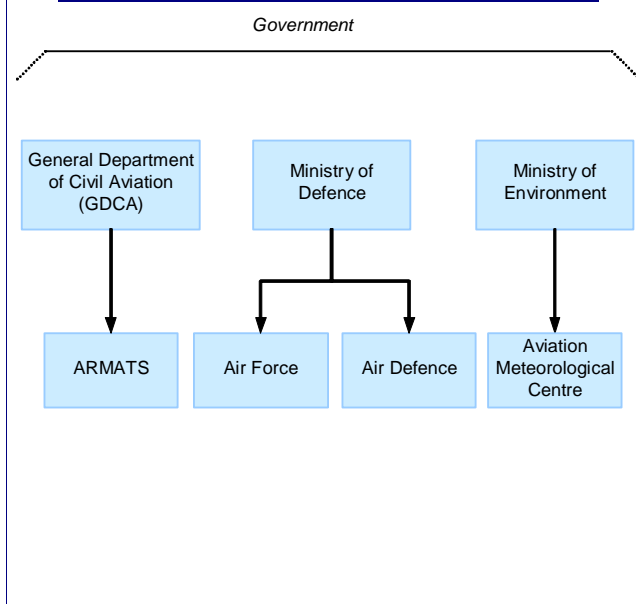 Government
General Department
of Civil Aviation
(GDCA)
Ministry of
Defence
Ministry of
Environment
ARMATS
Air Force
Air Defence
Aviation
Meteorological
Centre